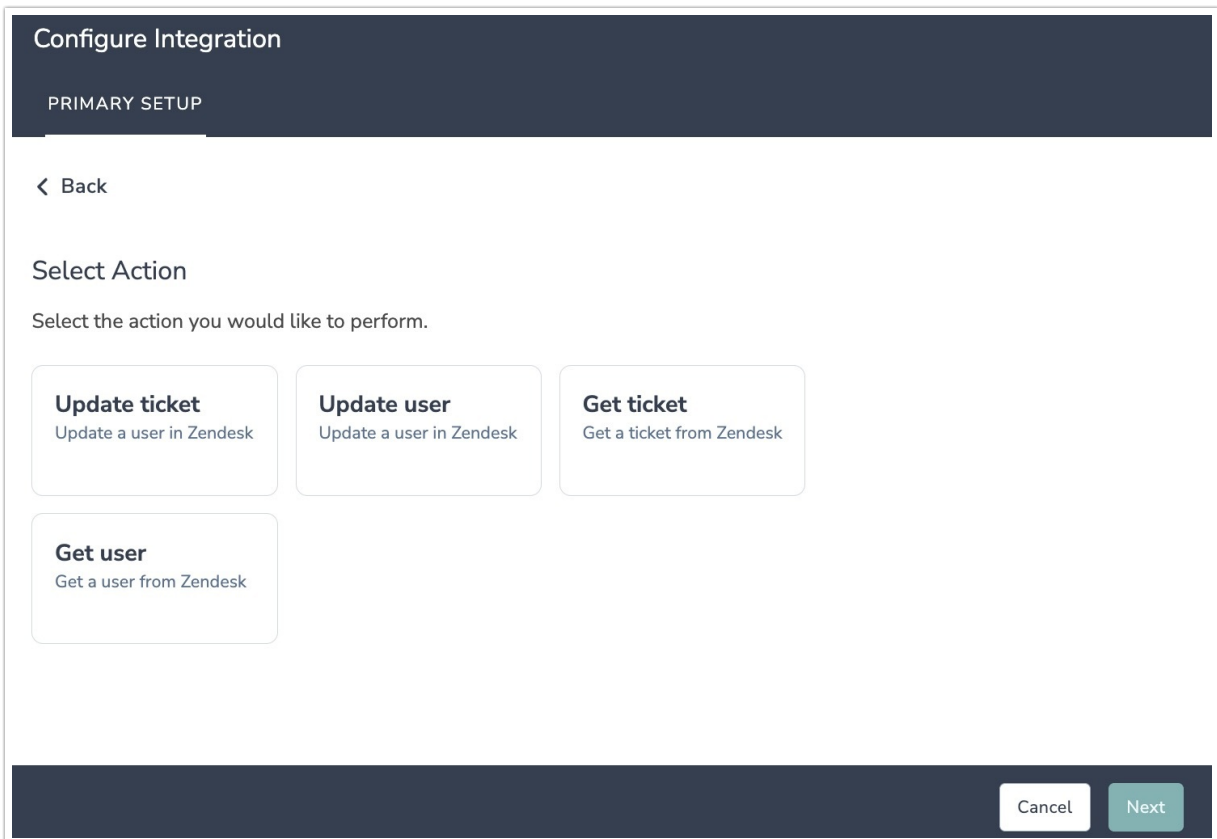 Configure Integration
PRIMARY SETUP
Back
Select Action
Select the action you would like to perform.
Update ticket
Update a user in Zendesk
Update user
Update a user in Zendesk
Get ticket
Get a ticket from Zendesk
Get user
Get a user from Zendesk
Cancel
Next